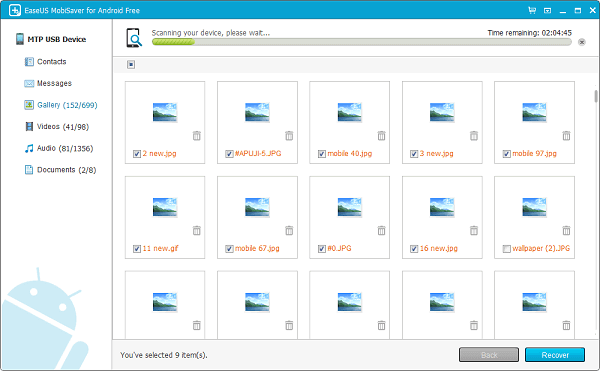 EaseUS MobiSaver for Android Free
MTP USB Device
Contacts
Messages
Gallery (152/699)
Videos (41/98)
Audio (81/1356)
Documents (2/8)
Scanning your device, please wait...
Time remaining: 02:04:45
2 new.jpg
#APUJI-5.JPG
mobile 40.jpg
3 new.jpg
mobile 97.jpg
11 new.gif
mobile 67.jpg
#0.JPG
16 new.jpg
wallpaper (2).JPG
You've selected 9 item(s).
Back
Recover